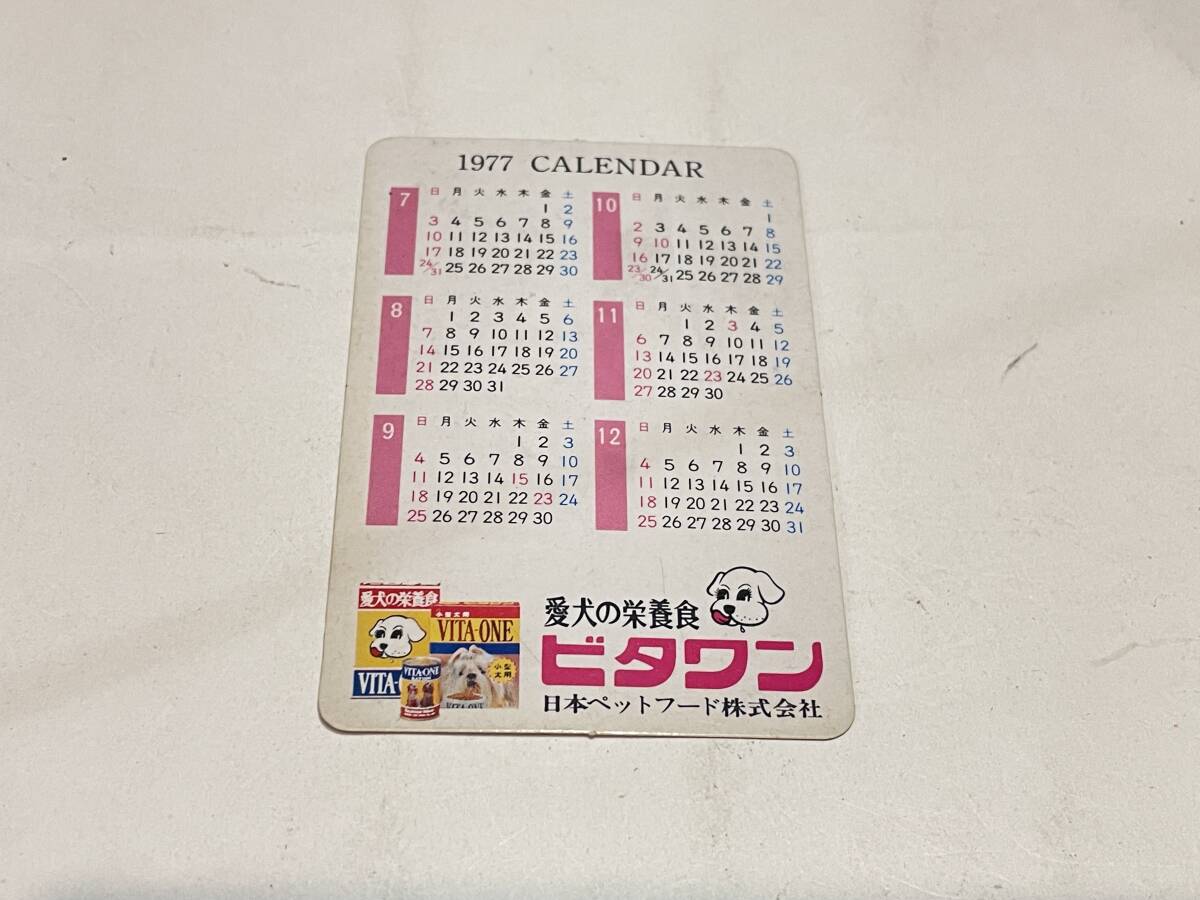 1977 CALENDAR
7
日 月 火 水 木 金 土
1 2
3 4 5 6 7 8 9
10 11 12 13 14 15 16
17 18 19 20 21 22 23
24/31 25 26 27 28 29 30
8
日 月 火 水 木 金 土
1 2 3 4 5 6
7 8 9 10 11 12 13
14 15 16 17 18 19 20
21 22 23 24 25 26 27
28 29 30 31
9
日 月 火 水 木 金 土
1 2 3
4 5 6 7 8 9 10
11 12 13 14 15 16 17
18 19 20 21 22 23 24
25 26 27 28 29 30
10
日 月 火 水 木 金 土
1
2 3 4 5 6 7 8
9 10 11 12 13 14 15
16 17 18 19 20 21 22
23/30 24/31 25 26 27 28 29
11
日 月 火 水 木 金 土
1 2 3 4 5
6 7 8 9 10 11 12
13 14 15 16 17 18 19
20 21 22 23 24 25 26
27 28 29 30
12
日 月 火 水 木 金 土
1 2 3
4 5 6 7 8 9 10
11 12 13 14 15 16 17
18 19 20 21 22 23 24
25 26 27 28 29 30 31
愛犬の栄養食
VITA-
小型犬用
VITA-ONE
小型
犬用
VITA-ONE
VITA-ONE
愛犬の栄養食
ビタワン
日本ペットフード株式会社